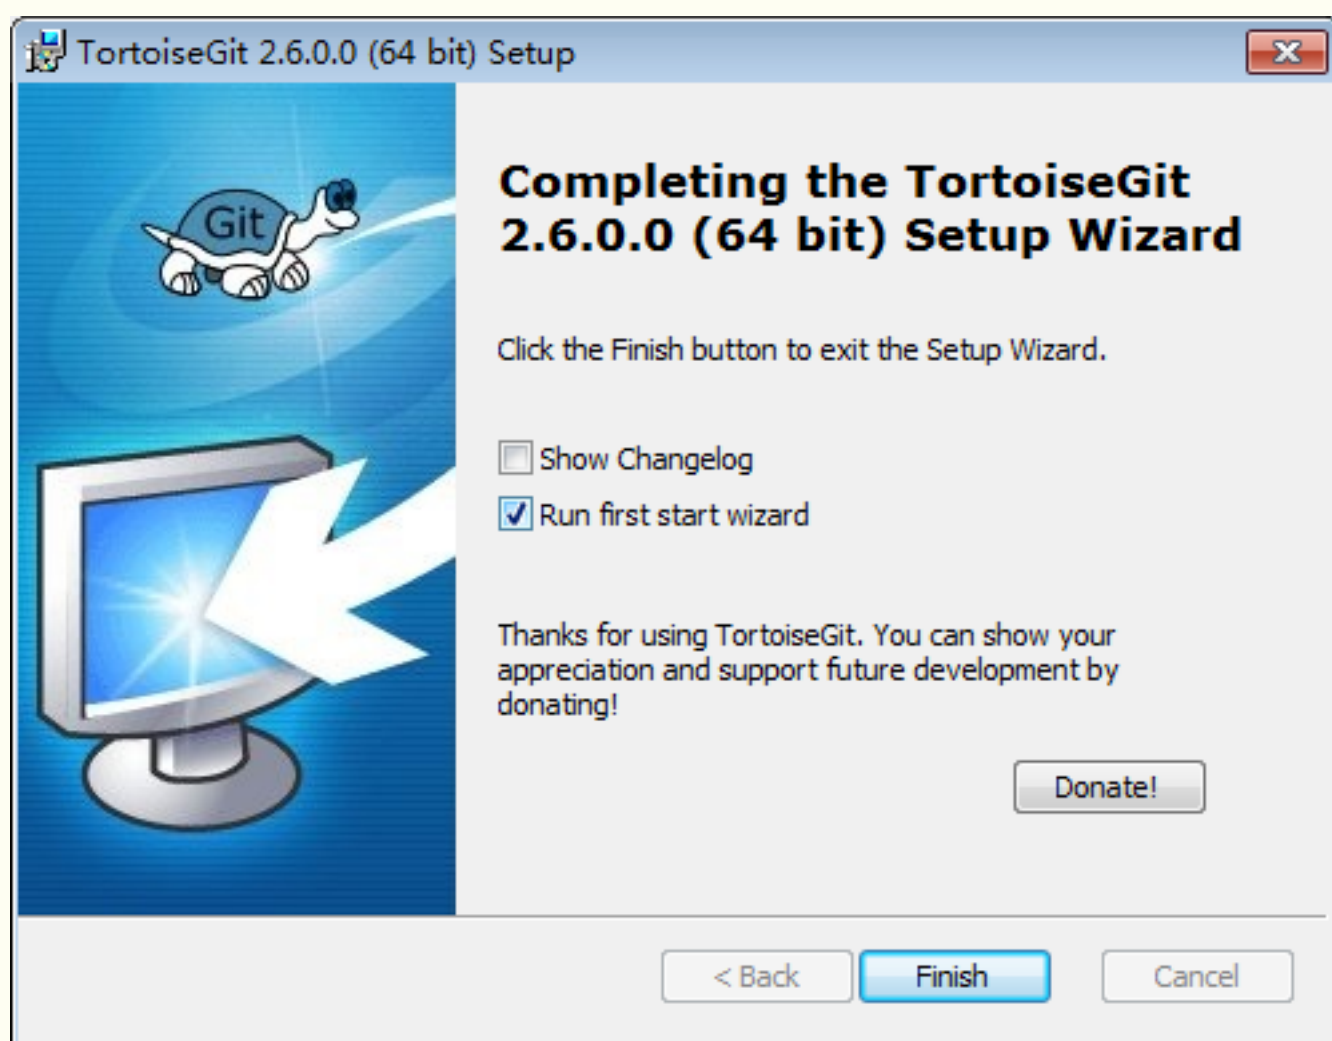 TortoiseGit 2.6.0.0 (64 bit) Setup
Git
Completing the TortoiseGit
2.6.0.0 (64 bit) Setup Wizard
Click the Finish button to exit the Setup Wizard.
Show Changelog
Run first start wizard
Thanks for using TortoiseGit. You can show your
appreciation and support future development by
donating!
Donate!
< Back
Finish
Cancel